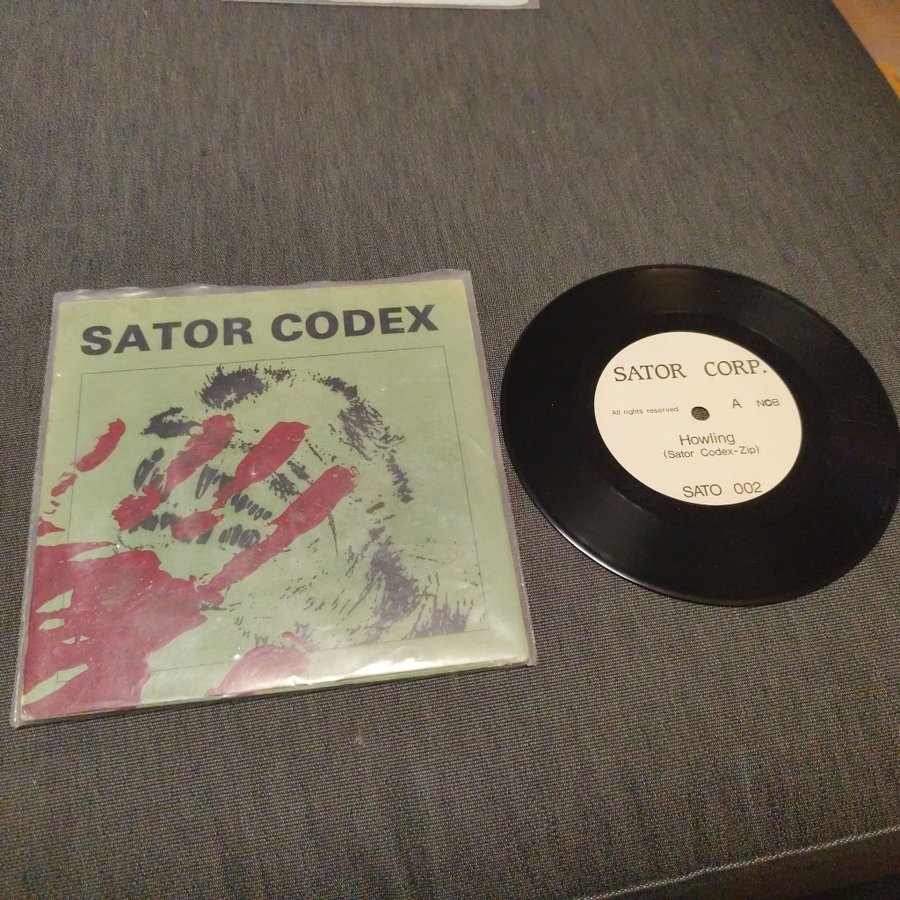 SATOR CODEX
SATOR CORP.
All rights reserved
A
NCB
Howling
(Sator Codex-Zip)
SATO 002